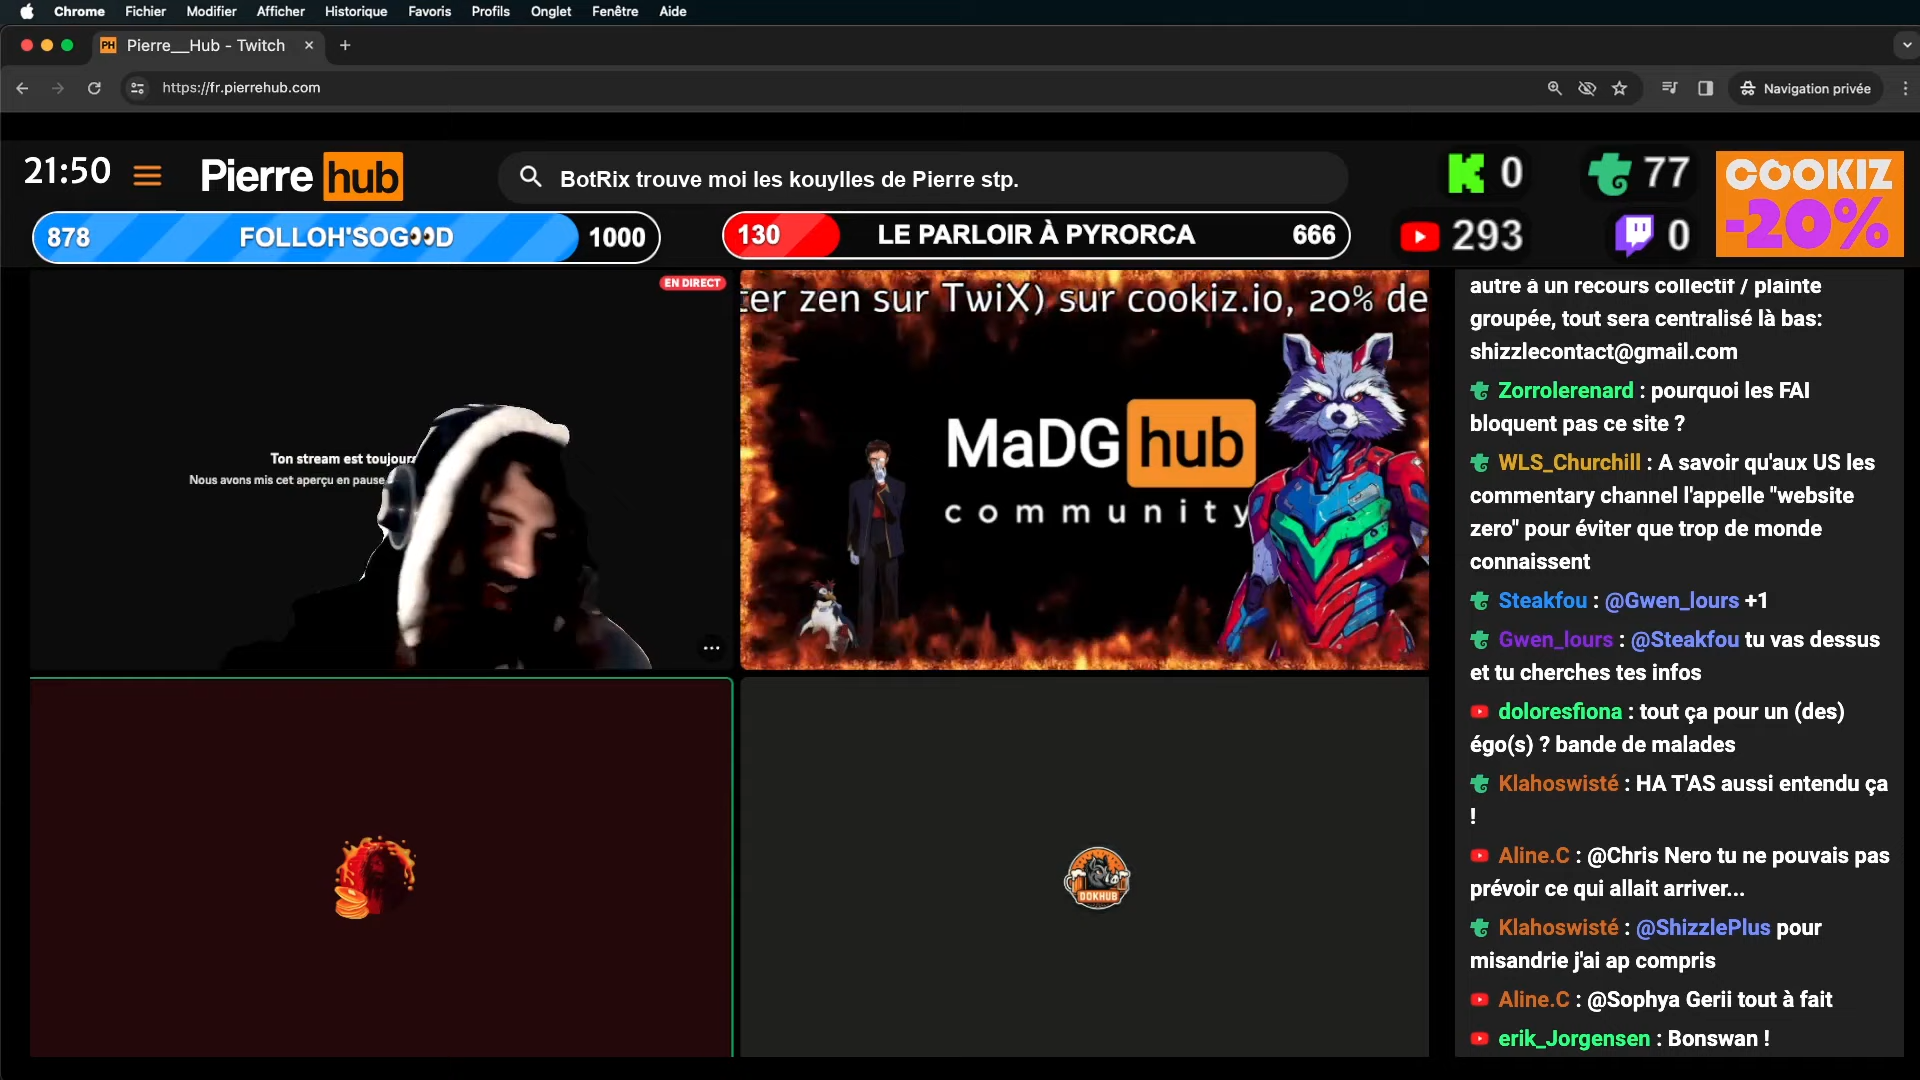 Chrome Fichier Modifier Afficher Historique Favoris Profils Onglet Fenêtre Aide
PH Pierre__Hub - Twitch
https://fr.pierrehub.com
Navigation privée
21:50
Pierre hub
BotRix trouve moi les kouylles de Pierre stp.
0
77
COOKIZ
-20%
878 FOLLOH'SOG👀D 1000
130 LE PARLOIR À PYRORCA 666
293
0
EN DIRECT
Ton stream est toujour
Nous avons mis cet aperçu en pause
ter zen sur TwiX) sur cookiz.io, 20% de
MaDG hub
community
DOKHUB
autre à un recours collectif / plainte
groupée, tout sera centralisé là bas:
shizzlecontact@gmail.com
Zorrolerenard : pourquoi les FAI
bloquent pas ce site ?
WLS_Churchill : A savoir qu'aux US les
commentary channel l'appelle "website
zero" pour éviter que trop de monde
connaissent
Steakfou : @Gwen_lours +1
Gwen_lours : @Steakfou tu vas dessus
et tu cherches tes infos
doloresfiona : tout ça pour un (des)
égo(s) ? bande de malades
Klahoswisté : HA T'AS aussi entendu ça
!
Aline.C : @Chris Nero tu ne pouvais pas
prévoir ce qui allait arriver...
Klahoswisté : @ShizzlePlus pour
misandrie j'ai ap compris
Aline.C : @Sophya Gerii tout à fait
erik_Jorgensen : Bonswan !